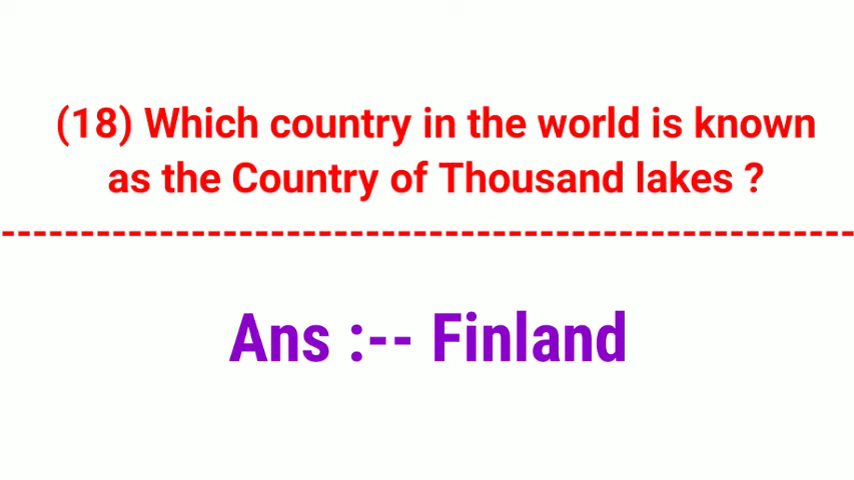 (18) Which country in the world is known
as the Country of Thousand lakes ?
Ans :-- Finland